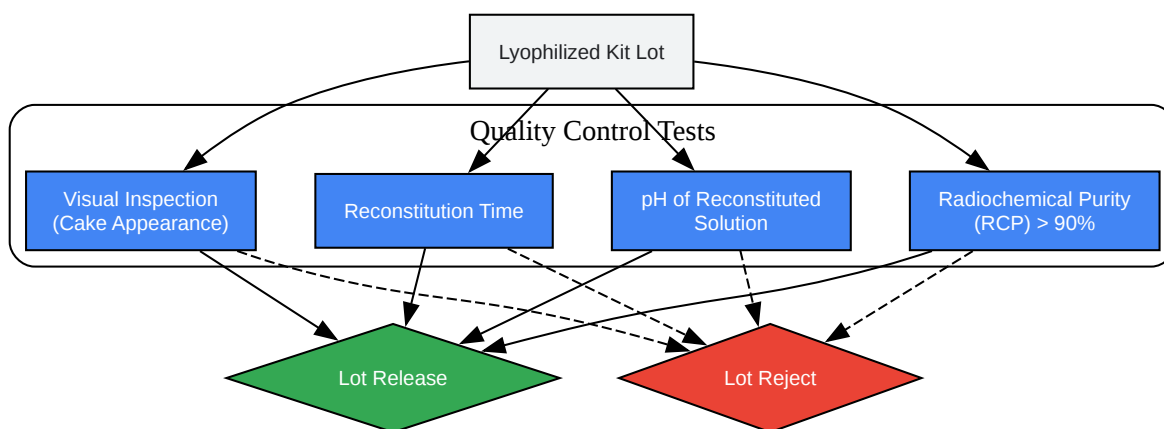 Lyophilized Kit Lot
Quality Control Tests
Visual Inspection
(Cake Appearance)
Reconstitution Time
pH of Reconstituted
Solution
Radiochemical Purity
(RCP) > 90%
Lot Release
Lot Reject